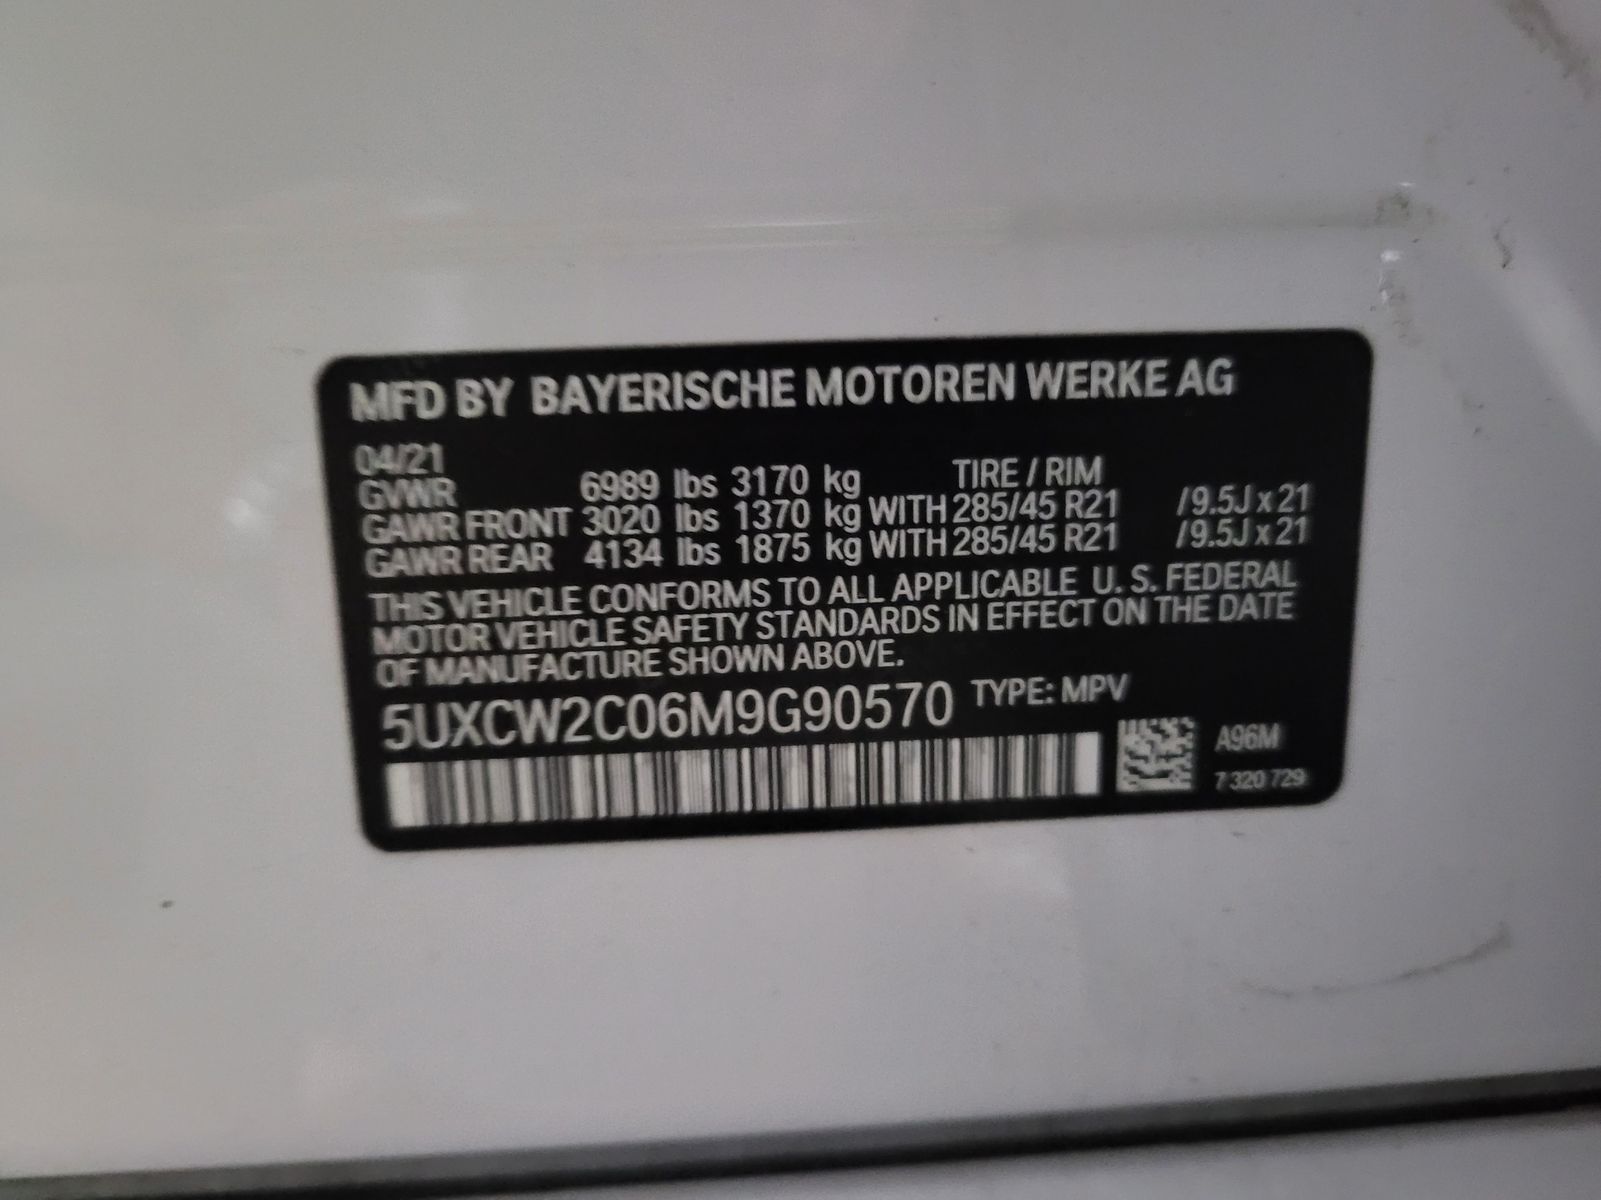 MFD BY BAYERISCHE MOTOREN WERKE AG
04/21
GVWR 6989 lbs 3170 kg TIRE / RIM
GAWR FRONT 3020 lbs 1370 kg WITH 285/45 R21 /9.5J x 21
GAWR REAR 4134 lbs 1875 kg WITH 285/45 R21 /9.5J x 21
THIS VEHICLE CONFORMS TO ALL APPLICABLE U. S. FEDERAL
MOTOR VEHICLE SAFETY STANDARDS IN EFFECT ON THE DATE
OF MANUFACTURE SHOWN ABOVE.
5UXCW2C06M9G90570 TYPE: MPV
A96M
7 320 729